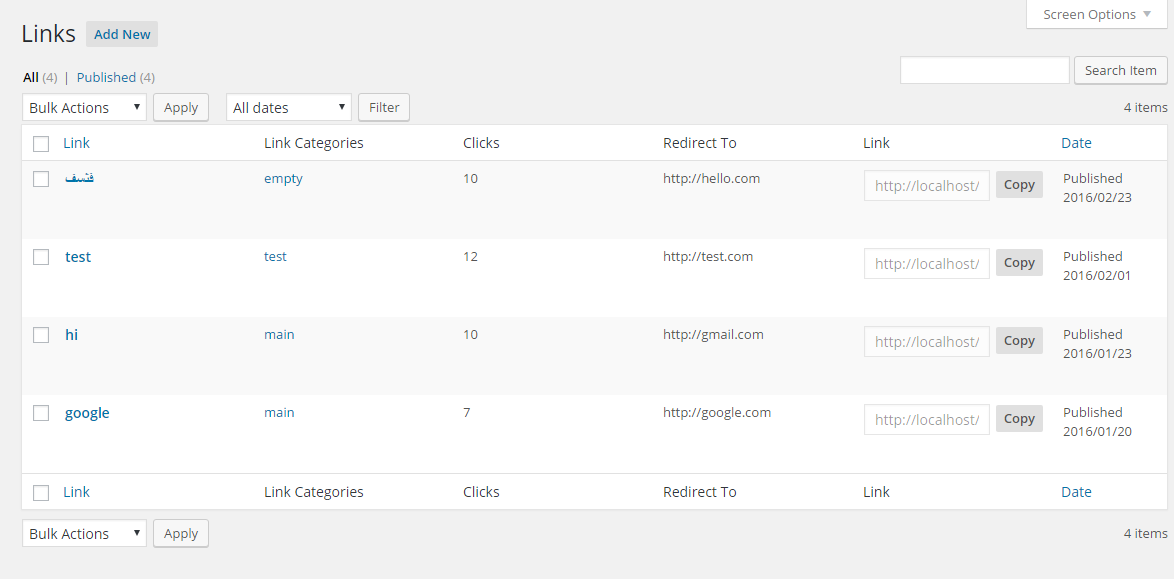 Screen Options ▼
Links Add New
All (4) | Published (4)
Search Item
Bulk Actions ▼ Apply All dates ▼ Filter 4 items
Link Link Categories Clicks Redirect To Link Date
empty 10 http://hello.com http://localhost/ Copy Published
2016/02/23
test test 12 http://test.com http://localhost/ Copy Published
2016/02/01
hi main 10 http://gmail.com http://localhost/ Copy Published
2016/01/23
google main 7 http://google.com http://localhost/ Copy Published
2016/01/20
Link Link Categories Clicks Redirect To Link Date
Bulk Actions ▼ Apply 4 items